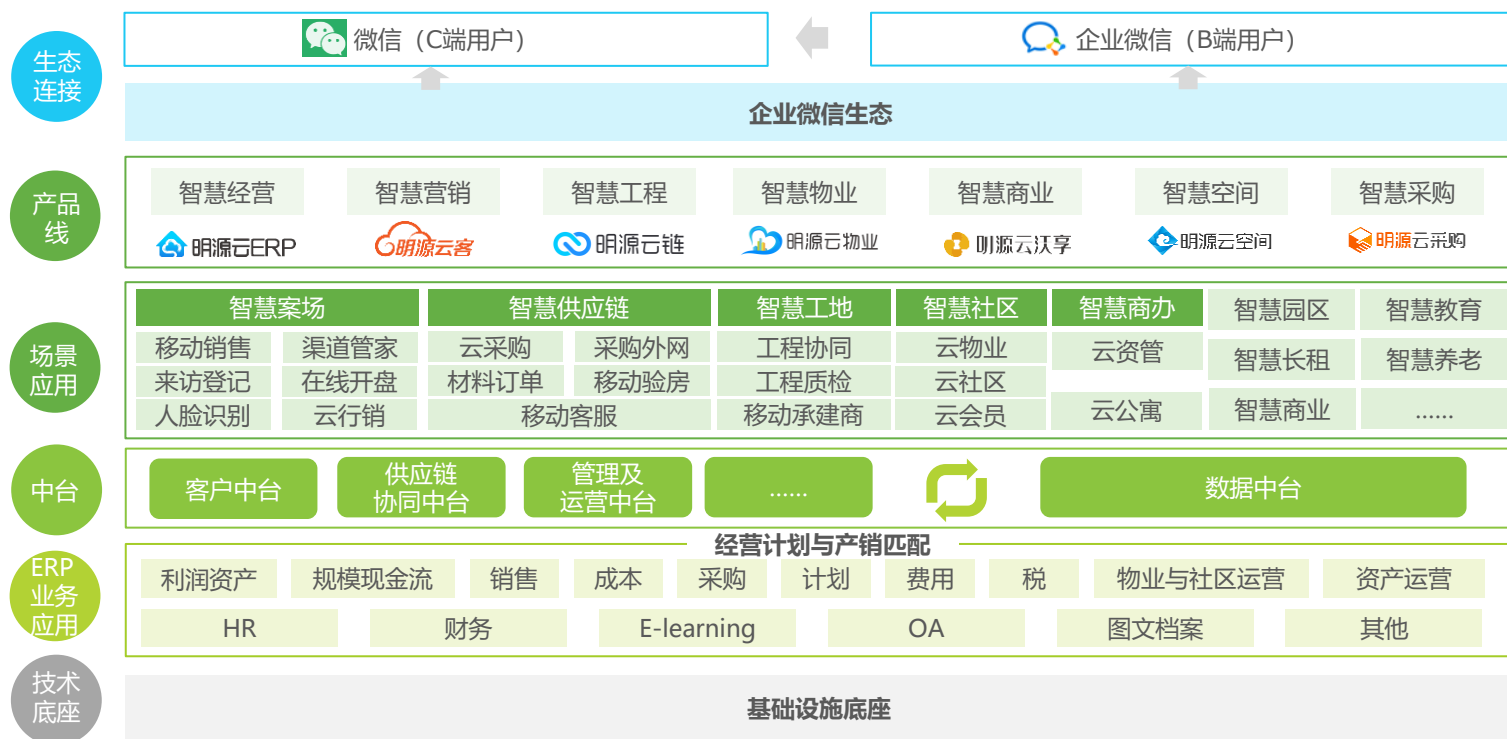 生态
连接
微信（C端用户）
企业微信（B端用户）
企业微信生态
产品
线
智慧经营
智慧营销
智慧工程
智慧物业
智慧商业
智慧空间
智慧采购
明源云ERP
明源云客
明源云链
明源云物业
明源云沃享
明源云空间
明源云采购
场景
应用
智慧案场
智慧供应链
智慧工地
智慧社区
智慧商办
智慧园区
智慧教育
移动销售
渠道管家
云采购
采购外网
工程协同
云物业
云资管
智慧长租
智慧养老
来访登记
在线开盘
材料订单
移动验房
工程质检
云社区
人脸识别
云行销
移动客服
移动承建商
云会员
云公寓
智慧商业
......
中台
客户中台
供应链
协同中台
管理及
运营中台
......
数据中台
ERP
业务
应用
经营计划与产销匹配
利润资产
规模现金流
销售
成本
采购
计划
费用
税
物业与社区运营
资产运营
HR
财务
E-learning
OA
图文档案
其他
技术
底座
基础设施底座